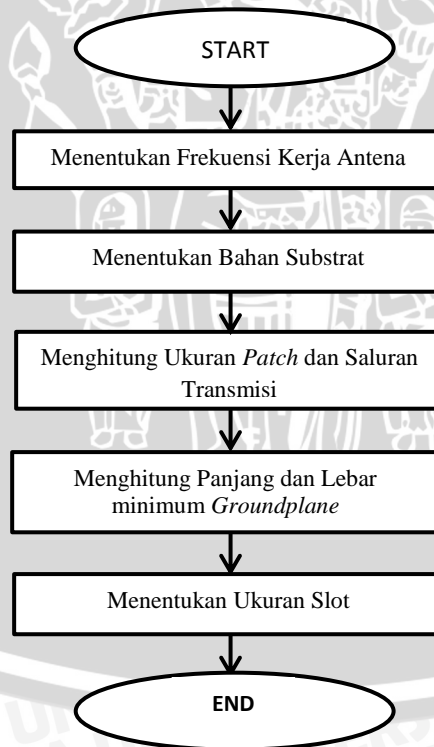 START
Menentukan Frekuensi Kerja Antena
Menentukan Bahan Substrat
Menghitung Ukuran Patch dan Saluran
Transmisi
Menghitung Panjang dan Lebar
minimum Groundplane
Menentukan Ukuran Slot
END